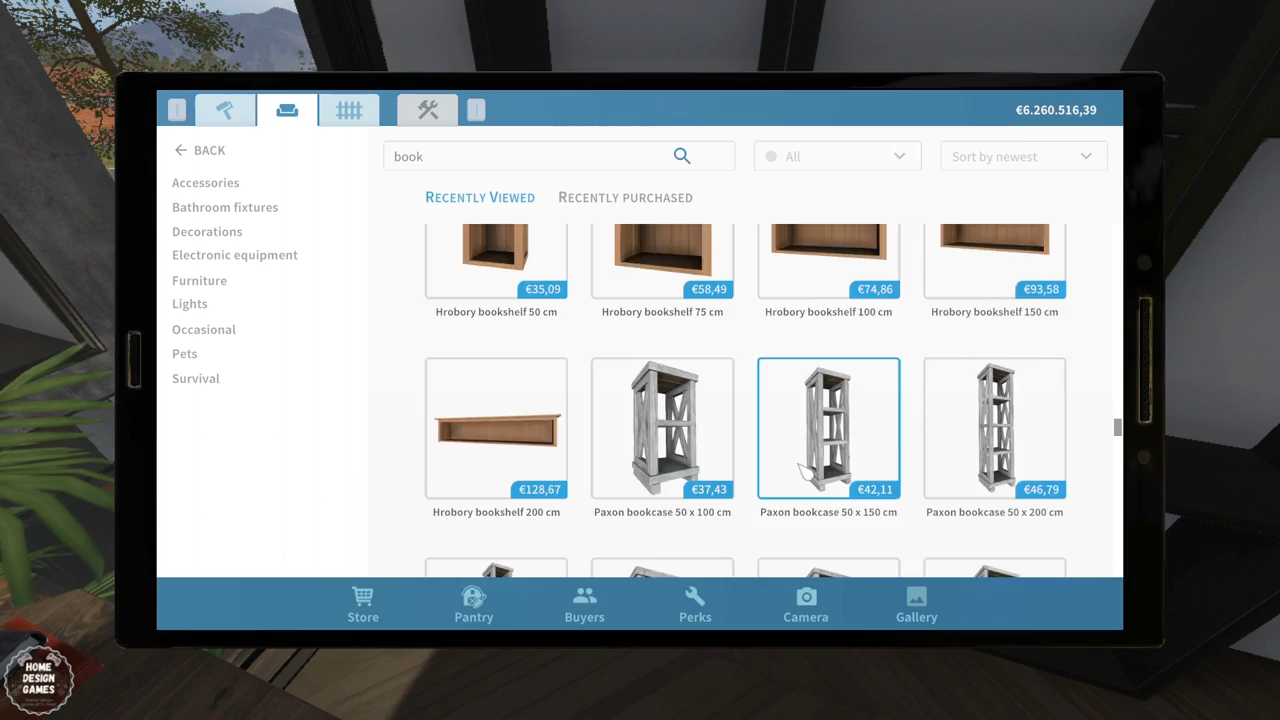 €6.260.516,39
BACK
book
All
Sort by newest
Accessories
Bathroom fixtures
Decorations
Electronic equipment
Furniture
Lights
Occasional
Pets
Survival
RECENTLY VIEWED
RECENTLY PURCHASED
€35,09
€58,49
€74,86
€93,58
Hrobory bookshelf 50 cm
Hrobory bookshelf 75 cm
Hrobory bookshelf 100 cm
Hrobory bookshelf 150 cm
€128,67
€37,43
€42,11
€46,79
Hrobory bookshelf 200 cm
Paxon bookcase 50 x 100 cm
Paxon bookcase 50 x 150 cm
Paxon bookcase 50 x 200 cm
Store
Pantry
Buyers
Perks
Camera
Gallery
HOME
DESIGN
GAMES